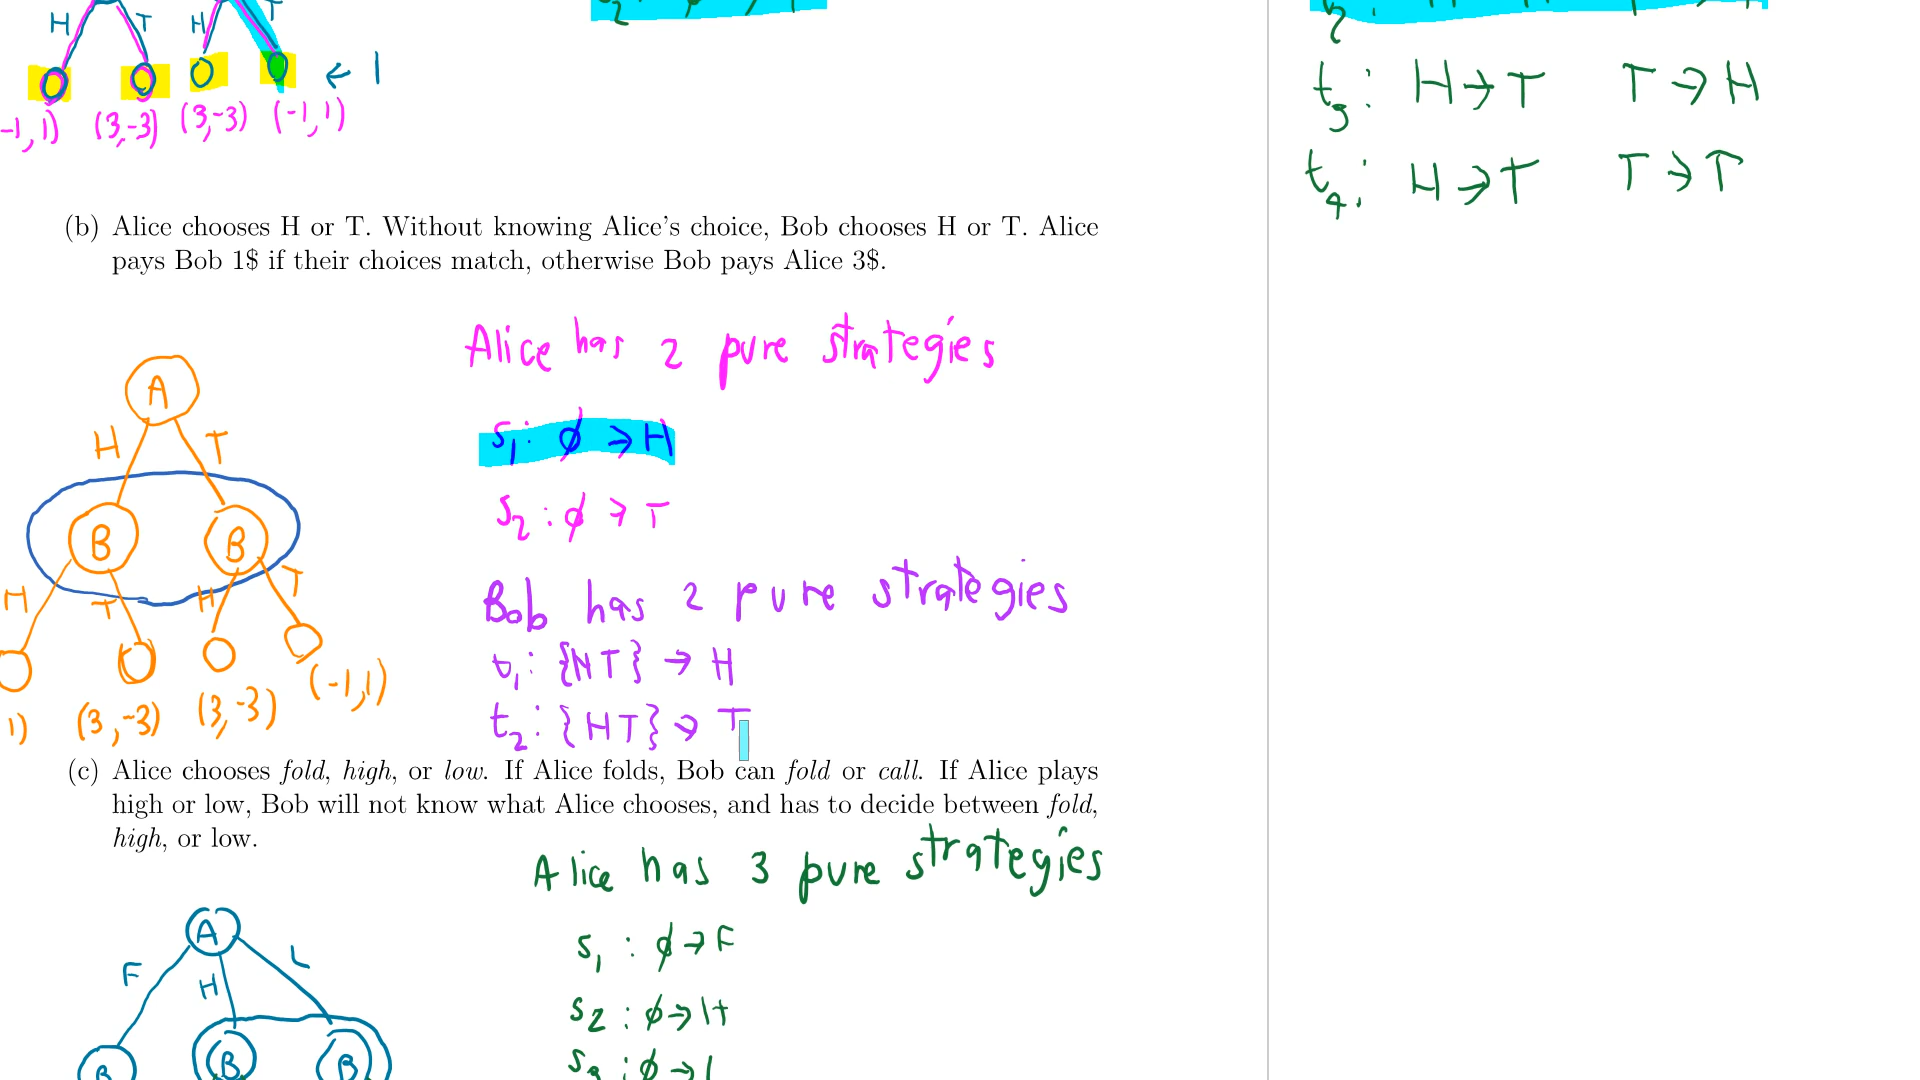 H T H T
← 1
-1, 1) (3,-3) (3,-3) (-1, 1)
t3: H → T T → H
t4: H → T T → T
(b) Alice chooses H or T. Without knowing Alice's choice, Bob chooses H or T. Alice
pays Bob 1$ if their choices match, otherwise Bob pays Alice 3$.
Alice has 2 pure strategies
A
H T
s1: ϕ → H
s2: ϕ → T
B B
H T H T
Bob has 2 pure strategies
t1: {HT} → H
t2: {HT} → T
1) (3,-3) (3,-3) (-1,1)
(c) Alice chooses fold, high, or low. If Alice folds, Bob can fold or call. If Alice plays
high or low, Bob will not know what Alice chooses, and has to decide between fold,
high, or low.
Alice has 3 pure strategies
A
F H L
s1: ϕ → F
s2: ϕ → H
s3: ϕ → L
B B B